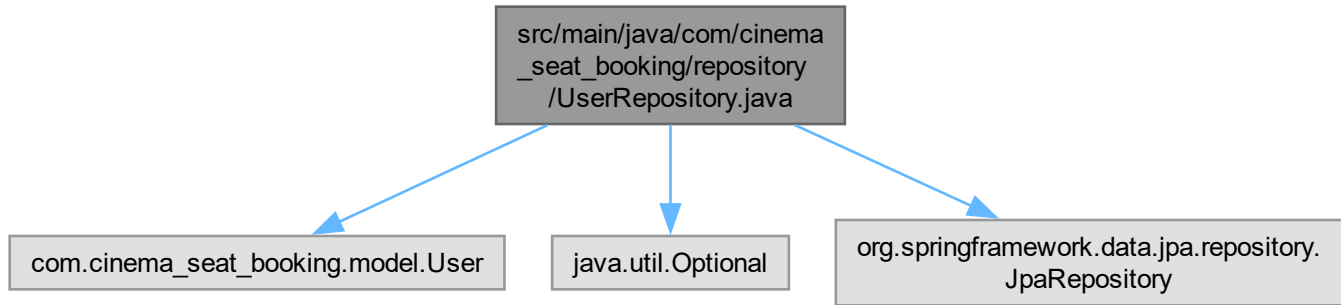 src/main/java/com/cinema
_seat_booking/repository
/UserRepository.java
com.cinema_seat_booking.model.User
java.util.Optional
org.springframework.data.jpa.repository.
JpaRepository